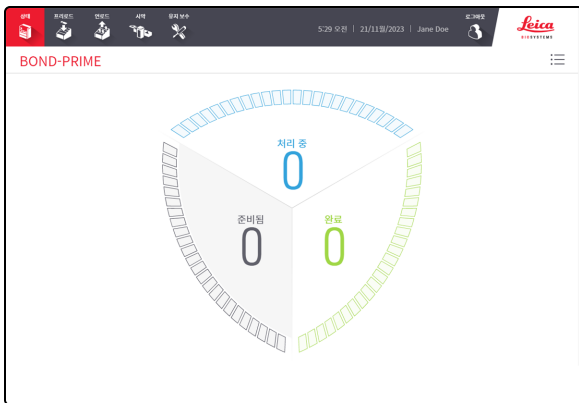 상태 프리로드 언로드 시약 유지 보수
5:29 오전 | 21/11월/2023 | Jane Doe
로그아웃
Leica
BIOSYSTEMS
BOND-PRIME
처리 중
0
준비됨 완료
0 0